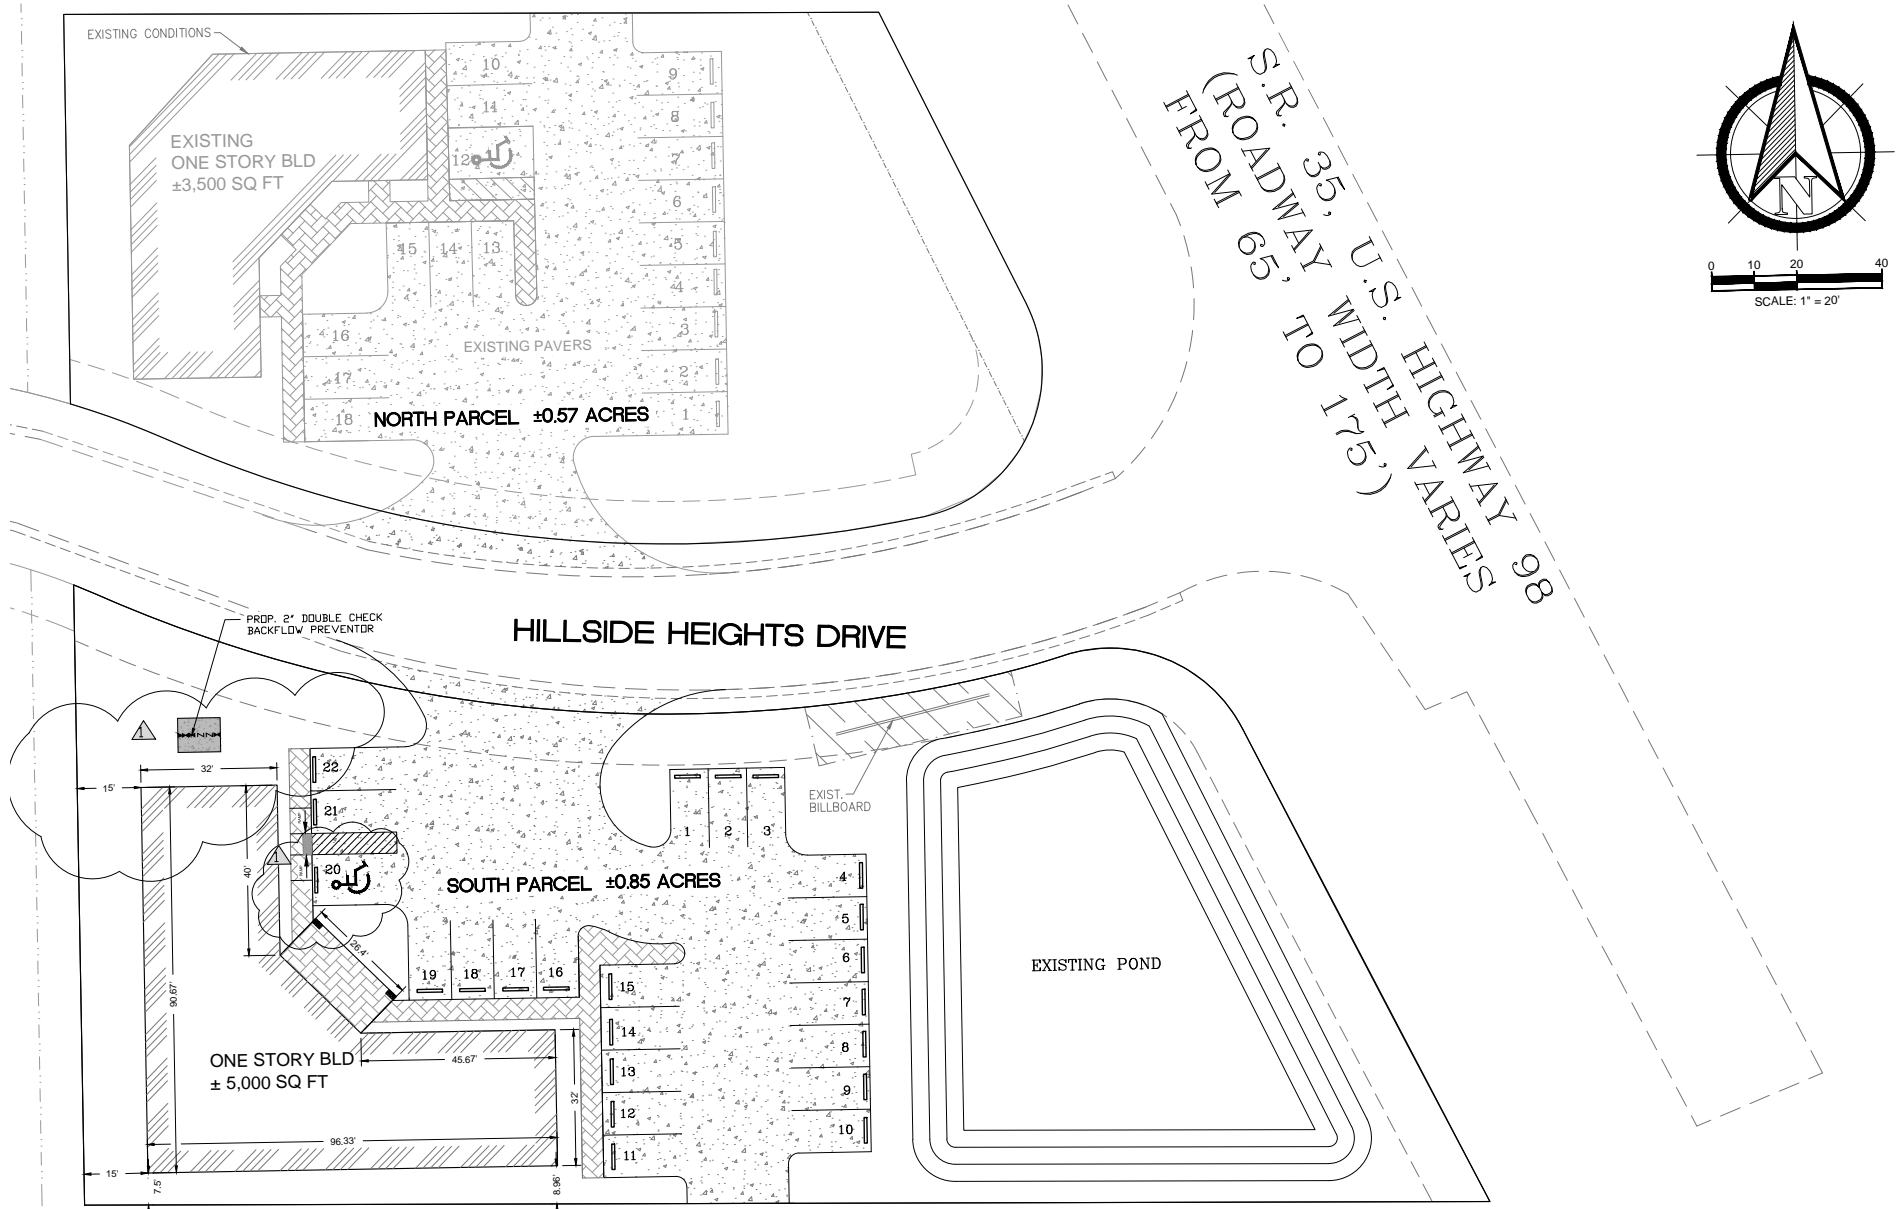 EXISTING CONDITIONS
EXISTING
ONE STORY BLD
±3,500 SQ FT
10
11
12
9
8
7
6
5
4
3
2
1
15
14
13
16
17
18
EXISTING PAVERS
NORTH PARCEL ±0.57 ACRES
S.R. 35, U.S. HIGHWAY 98
(ROADWAY WIDTH VARIES
FROM 65' TO 175')
N
0 10 20 40
SCALE: 1" = 20'
HILLSIDE HEIGHTS DRIVE
PROP. 2" DOUBLE CHECK
BACKFLOW PREVENTOR
1
32'
15'
22
21
20
1
40'
90.67'
26.4'
SOUTH PARCEL ±0.85 ACRES
EXIST.
BILLBOARD
1
2
3
4
5
6
7
8
9
10
19
18
17
16
15
14
13
12
11
EXISTING POND
ONE STORY BLD
± 5,000 SQ FT
45.67'
32'
96.33'
15'
7.5'
8.96'